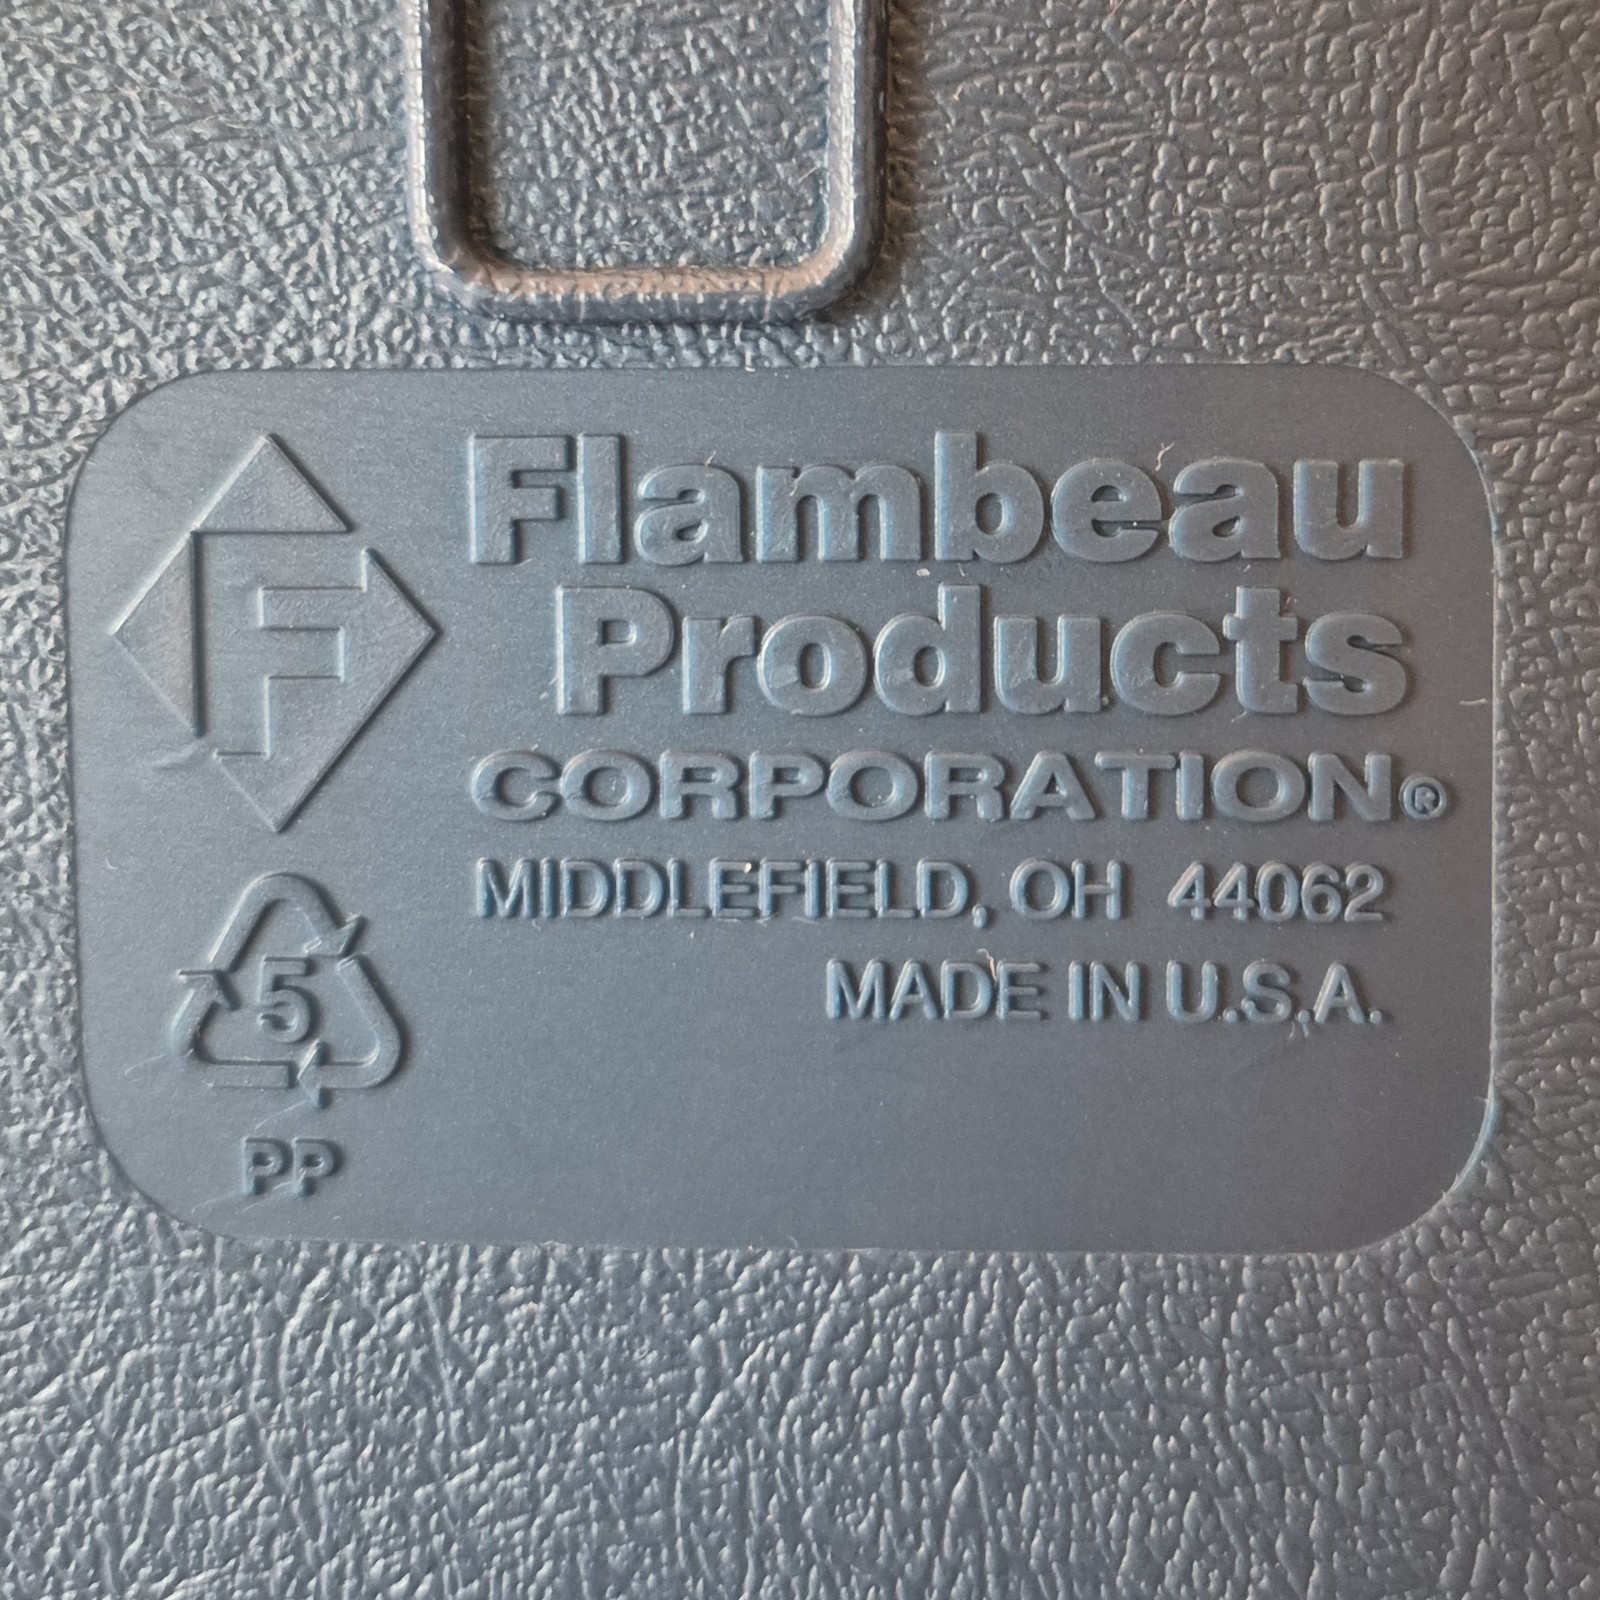 F
Flambeau
Products
CORPORATION®
MIDDLEFIELD, OH 44062
MADE IN U.S.A.
5
PP